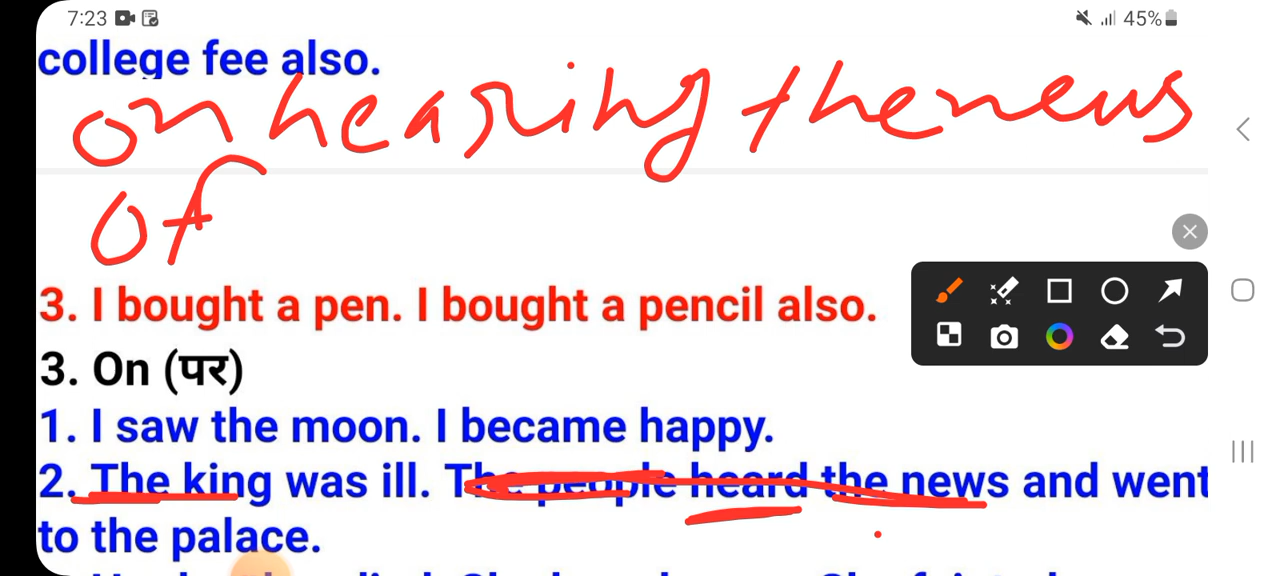 7:23 45%
college fee also.
on hearing the news
of
3. I bought a pen. I bought a pencil also.
3. On (पर)
1. I saw the moon. I became happy.
2. The king was ill. The people heard the news and went
to the palace.